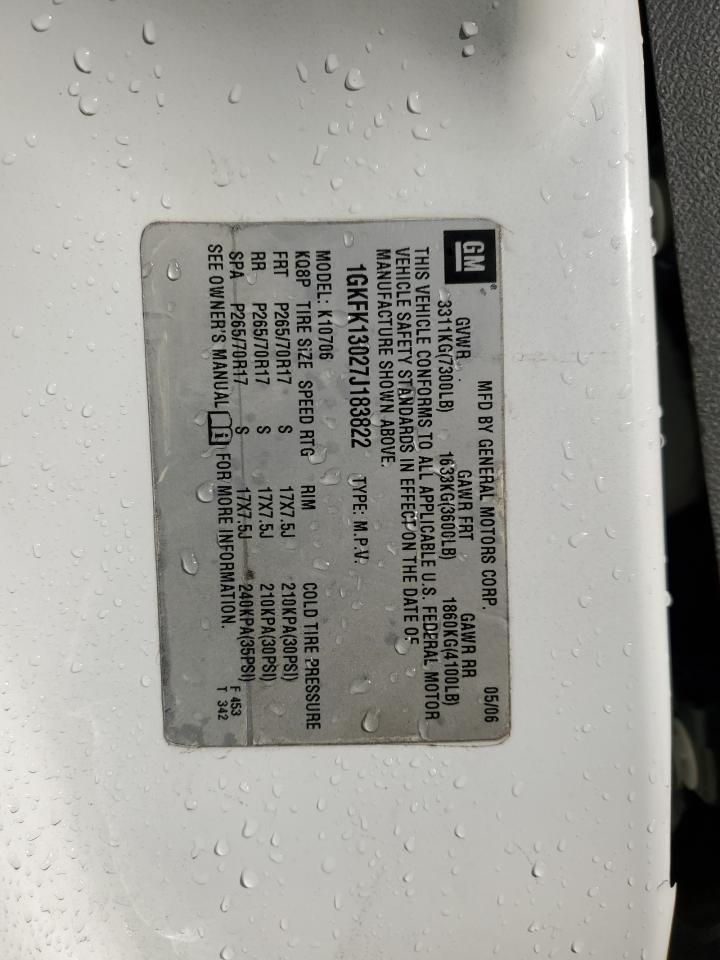 GM®
MFD BY GENERAL MOTORS CORP. 05/06
GVWR GAWR FRT GAWR RR
3311KG(7300LB) 1633KG(3600LB) 1860KG(4100LB)
THIS VEHICLE CONFORMS TO ALL APPLICABLE U.S. FEDERAL MOTOR
VEHICLE SAFETY STANDARDS IN EFFECT ON THE DATE OF
MANUFACTURE SHOWN ABOVE.
1GKFK13027J183822 TYPE: M.P.V.
MODEL: K10706
KQ8P TIRE SIZE SPEED RTG RIM COLD TIRE PRESSURE
FRT P265/70R17 S 17X7.5J 210KPA(30PSI)
RR P265/70R17 S 17X7.5J 210KPA(30PSI)
SPA P265/70R17 S 17X7.5J 240KPA(35PSI)
SEE OWNER'S MANUAL FOR MORE INFORMATION.
F 453
T 342